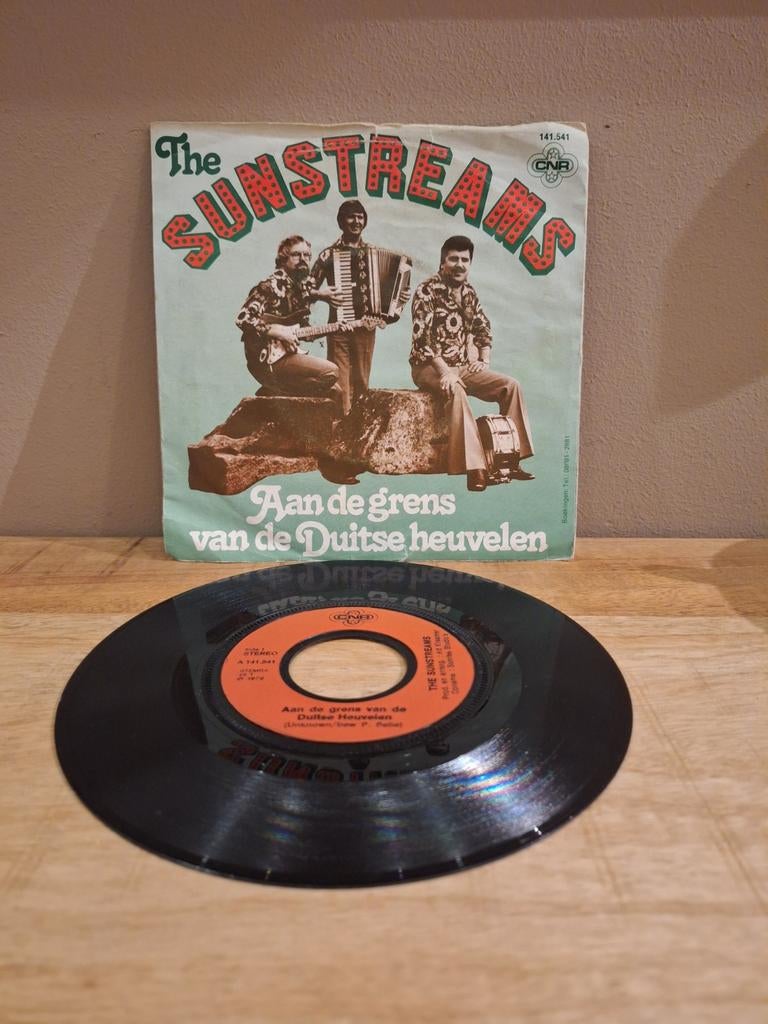 The
SUNSTREAMS
141.541
CNR
Aan de grens
van de Duitse heuvelen
CNR
STEREO
A 141.541
THE SUNSTREAMS
Aan de grens van de
Duitse Heuvelen